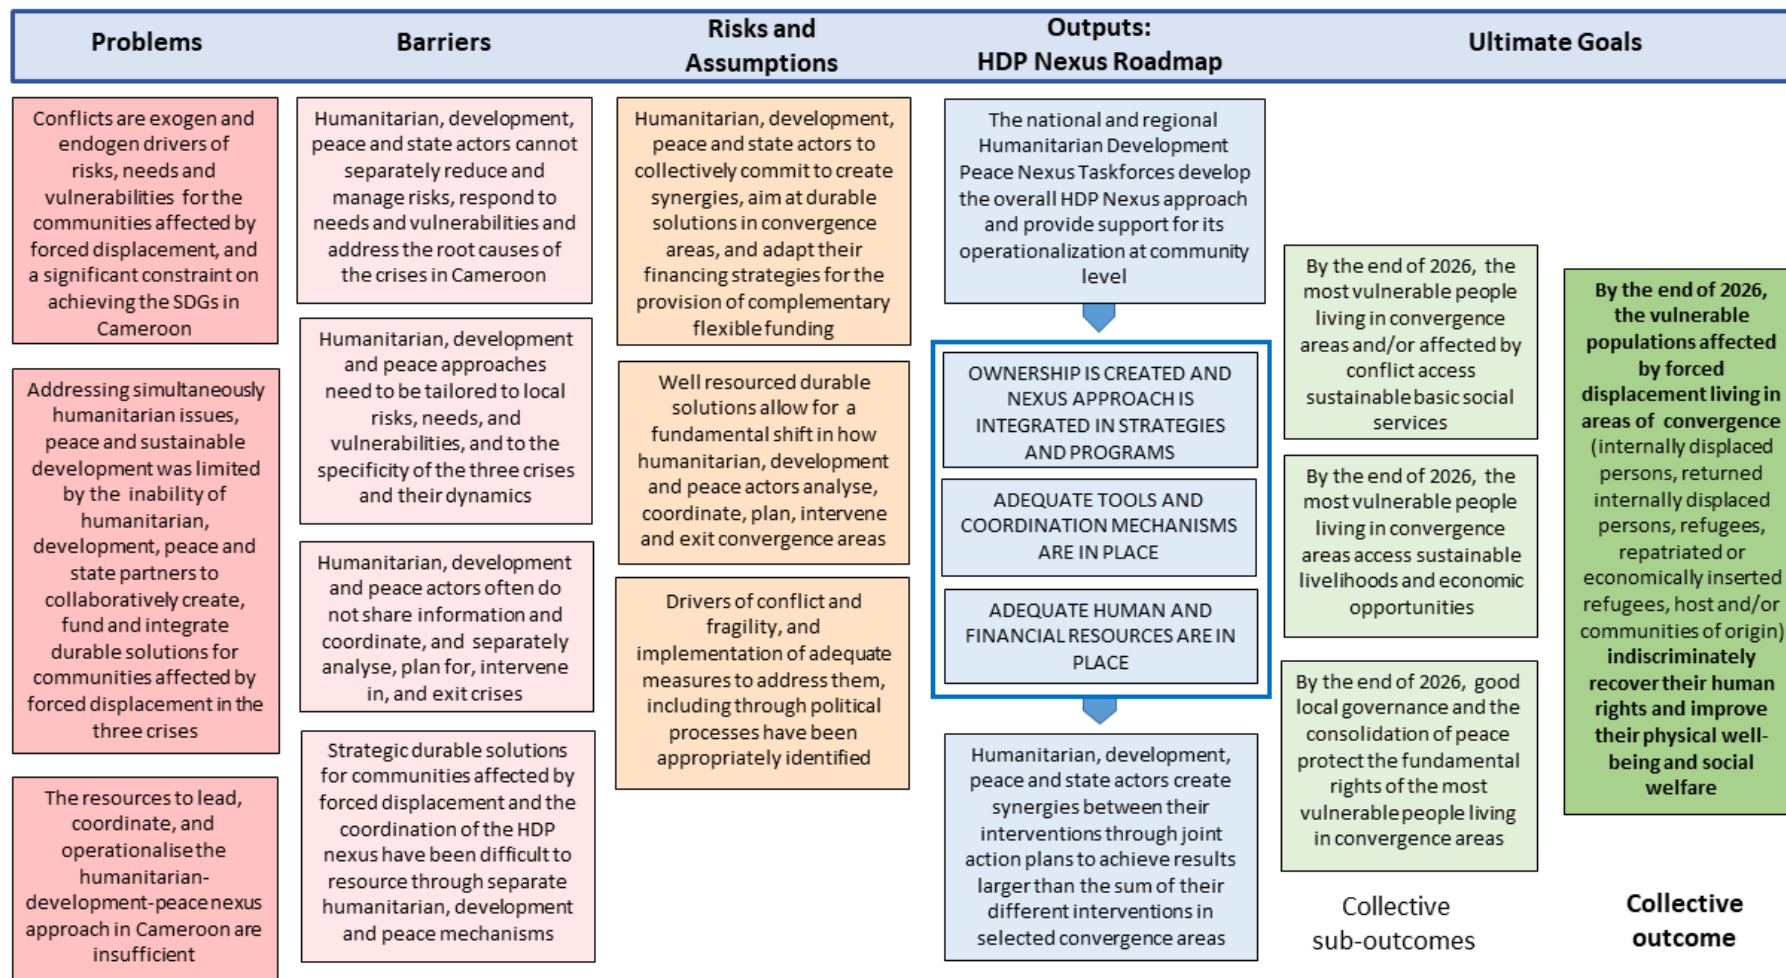 Problems
Barriers
Risks and
Assumptions
Outputs:
HDP Nexus Roadmap
Ultimate Goals
Conflicts are exogen and
endogen drivers of
risks, needs and
vulnerabilities for the
communities affected by
forced displacement, and
a significant constraint on
achieving the SDGs in
Cameroon
Addressing simultaneously
humanitarian issues,
peace and sustainable
development was limited
by the inability of
humanitarian,
development, peace and
state partners to
collaboratively create,
fund and integrate
durable solutions for
communities affected by
forced displacement in the
three crises
The resources to lead,
coordinate, and
operationalise the
humanitarian-
development-peace nexus
approach in Cameroon are
insufficient
Humanitarian, development,
peace and state actors cannot
separately reduce and
manage risks, respond to
needs and vulnerabilities and
address the root causes of
the crises in Cameroon
Humanitarian, development
and peace approaches
need to be tailored to local
risks, needs, and
vulnerabilities, and to the
specificity of the three crises
and their dynamics
Humanitarian, development
and peace actors often do
not share information and
coordinate, and separately
analyse, plan for, intervene
in, and exit crises
Strategic durable solutions
for communities affected by
forced displacement and the
coordination of the HDP
nexus have been difficult to
resource through separate
humanitarian, development
and peace mechanisms
Humanitarian, development,
peace and state actors to
collectively commit to create
synergies, aim at durable
solutions in convergence
areas, and adapt their
financing strategies for the
provision of complementary
flexible funding
Well resourced durable
solutions allow for a
fundamental shift in how
humanitarian, development
and peace actors analyse,
coordinate, plan, intervene
and exit convergence areas
Drivers of conflict and
fragility, and
implementation of adequate
measures to address them,
including through political
processes have been
appropriately identified
The national and regional
Humanitarian Development
Peace Nexus Taskforces develop
the overall HDP Nexus approach
and provide support for its
operationalization at community
level
OWNERSHIP IS CREATED AND
NEXUS APPROACH IS
INTEGRATED IN STRATEGIES
AND PROGRAMS
ADEQUATE TOOLS AND
COORDINATION MECHANISMS
ARE IN PLACE
ADEQUATE HUMAN AND
FINANCIAL RESOURCES ARE IN
PLACE
Humanitarian, development,
peace and state actors create
synergies between their
interventions through joint
action plans to achieve results
larger than the sum of their
different interventions in
selected convergence areas
By the end of 2026, the
most vulnerable people
living in convergence
areas and/or affected by
conflict access
sustainable basic social
services
By the end of 2026, the
most vulnerable people
living in convergence
areas access sustainable
livelihoods and economic
opportunities
By the end of 2026, good
local governance and the
consolidation of peace
protect the fundamental
rights of the most
vulnerable people living
in convergence areas
Collective
sub-outcomes
By the end of 2026,
the vulnerable
populations affected
by forced
displacement living in
areas of convergence
(internally displaced
persons, returned
internally displaced
persons, refugees,
repatriated or
economically inserted
refugees, host and/or
communities of origin)
indiscriminately
recover their human
rights and improve
their physical well-
being and social
welfare
Collective
outcome